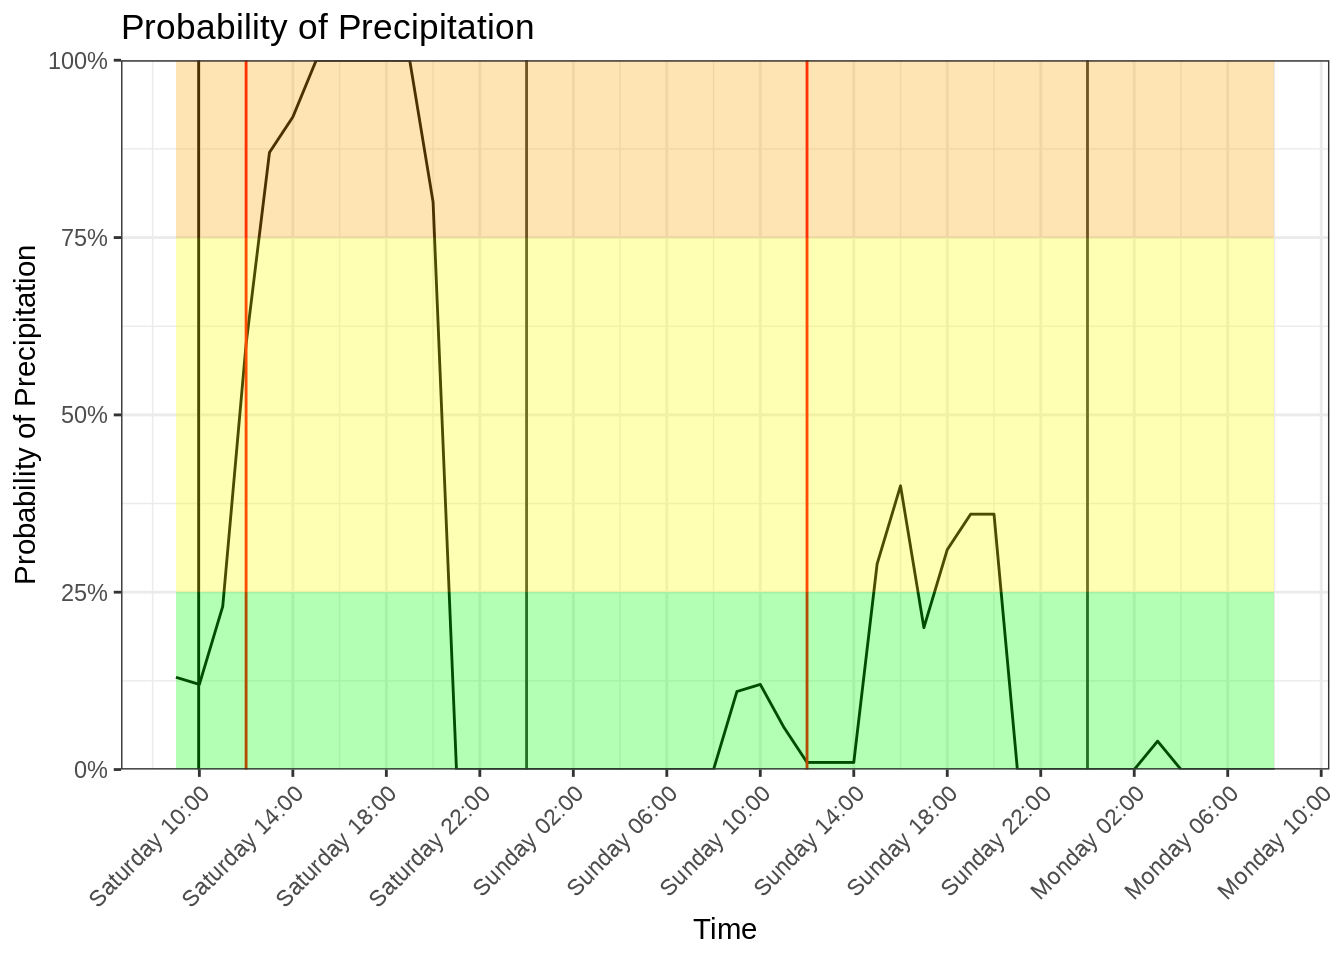 Probability of Precipitation
Probability of Precipitation
100%
75%
50%
25%
0%
Saturday 10:00
Saturday 14:00
Saturday 18:00
Saturday 22:00
Sunday 02:00
Sunday 06:00
Sunday 10:00
Sunday 14:00
Sunday 18:00
Sunday 22:00
Monday 02:00
Monday 06:00
Monday 10:00
Time